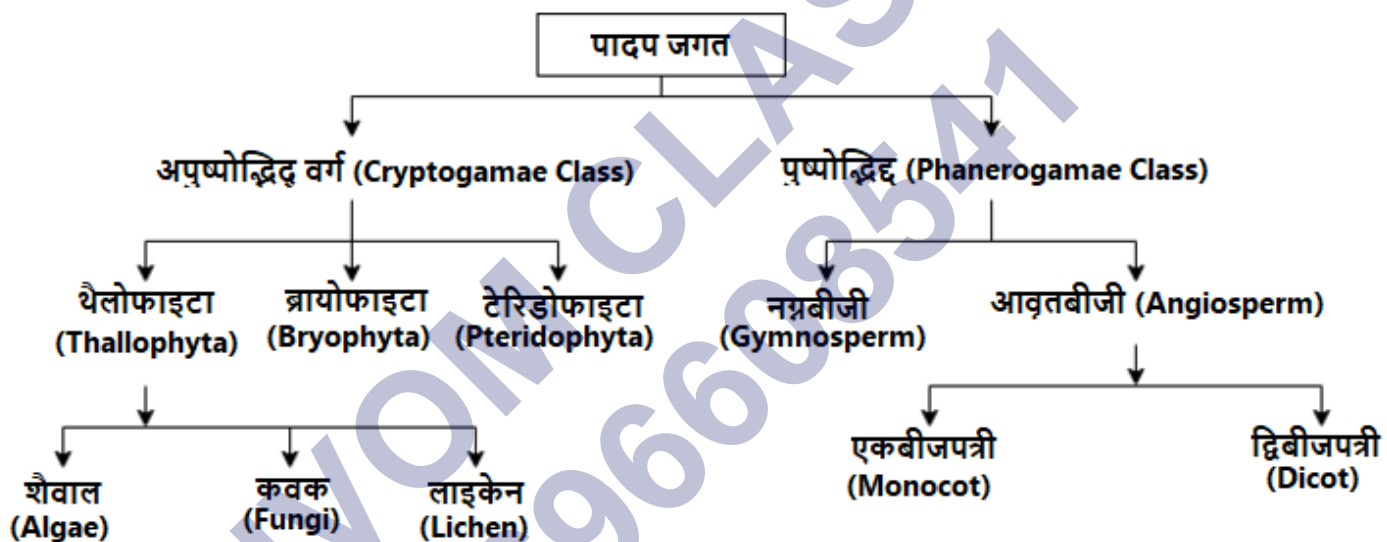 पादप जगत
अपुष्पोद्भिद् वर्ग (Cryptogamae Class)
पुष्पोद्भिद् (Phanerogamae Class)
थैलोफाइटा
(Thallophyta)
ब्रायोफाइटा
(Bryophyta)
टेरिडोफाइटा
(Pteridophyta)
नग्नबीजी
(Gymnosperm)
आवृतबीजी (Angiosperm)
शैवाल
(Algae)
कवक
(Fungi)
लाइकेन
(Lichen)
एकबीजपत्री
(Monocot)
द्विबीजपत्री
(Dicot)